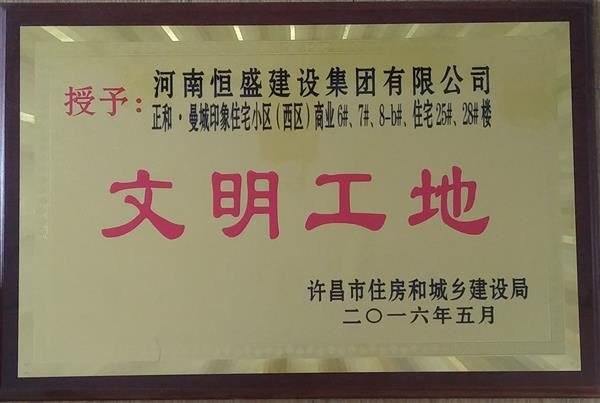 授予：
河南恒盛建设集团有限公司
正和·曼城印象住宅小区（西区）商业6#、7#、8-b#、住宅25#、28#楼
文明工地
许昌市住房和城乡建设局
二〇一六年五月